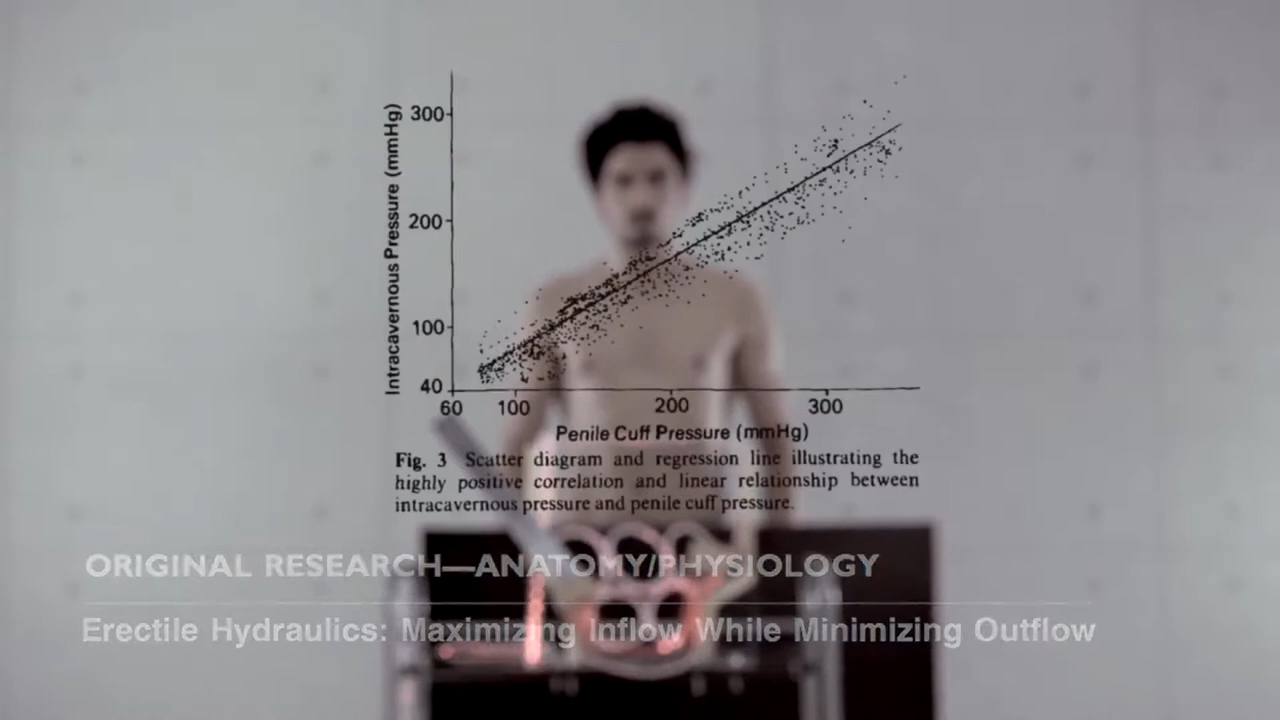 300
200
100
40
Intracavernous Pressure (mmHg)
60 100 200 300
Penile Cuff Pressure (mmHg)
Fig. 3 Scatter diagram and regression line illustrating the
highly positive correlation and linear relationship between
intracavernous pressure and penile cuff pressure.
ORIGINAL RESEARCH—ANATOMY/PHYSIOLOGY
Erectile Hydraulics: Maximizing Inflow While Minimizing Outflow